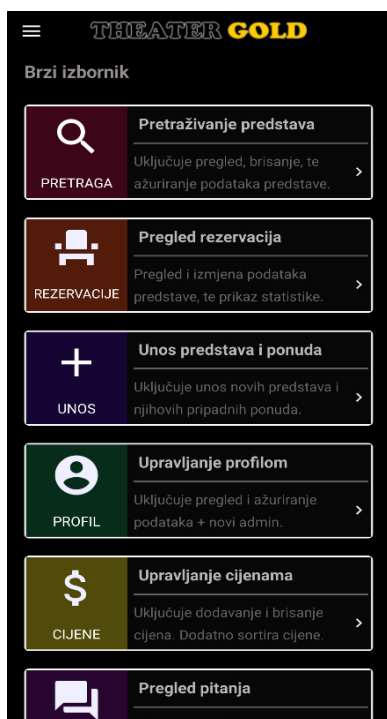 THEATER GOLD
Brzi izbornik
Pretraživanje predstava
Uključuje pregled, brisanje, te
ažuriranje podataka predstave.
PRETRAGA
Pregled rezervacija
Pregled i izmjena podataka
predstave, te prikaz statistike.
REZERVACIJE
Unos predstava i ponuda
Uključuje unos novih predstava i
njihovih pripadnih ponuda.
UNOS
Upravljanje profilom
Uključuje pregled i ažuriranje
podataka + novi admin.
PROFIL
Upravljanje cijenama
Uključuje dodavanje i brisanje
cijena. Dodatno sortira cijene.
CIJENE
Pregled pitanja